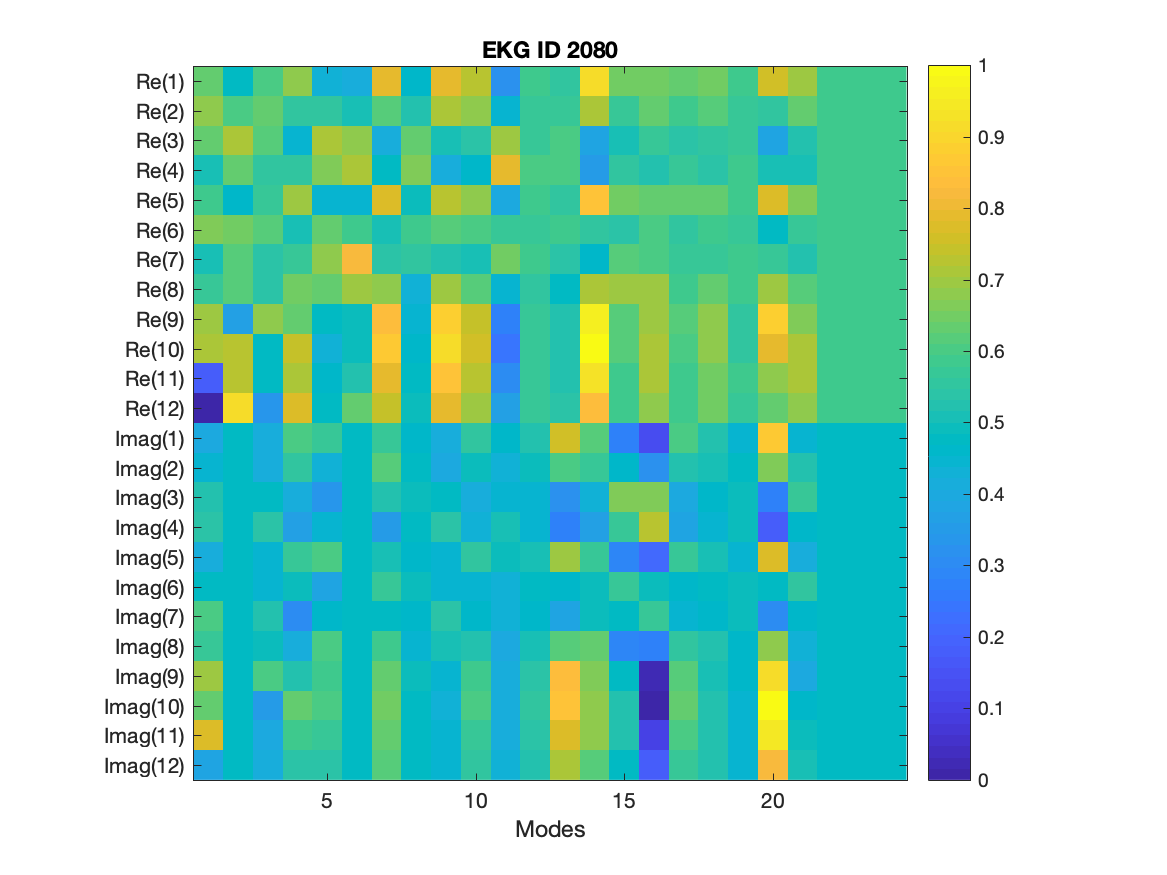 EKG ID 2080
Re(1)
Re(2)
Re(3)
Re(4)
Re(5)
Re(6)
Re(7)
Re(8)
Re(9)
Re(10)
Re(11)
Re(12)
Imag(1)
Imag(2)
Imag(3)
Imag(4)
Imag(5)
Imag(6)
Imag(7)
Imag(8)
Imag(9)
Imag(10)
Imag(11)
Imag(12)
5 10 15 20
Modes
1
0.9
0.8
0.7
0.6
0.5
0.4
0.3
0.2
0.1
0